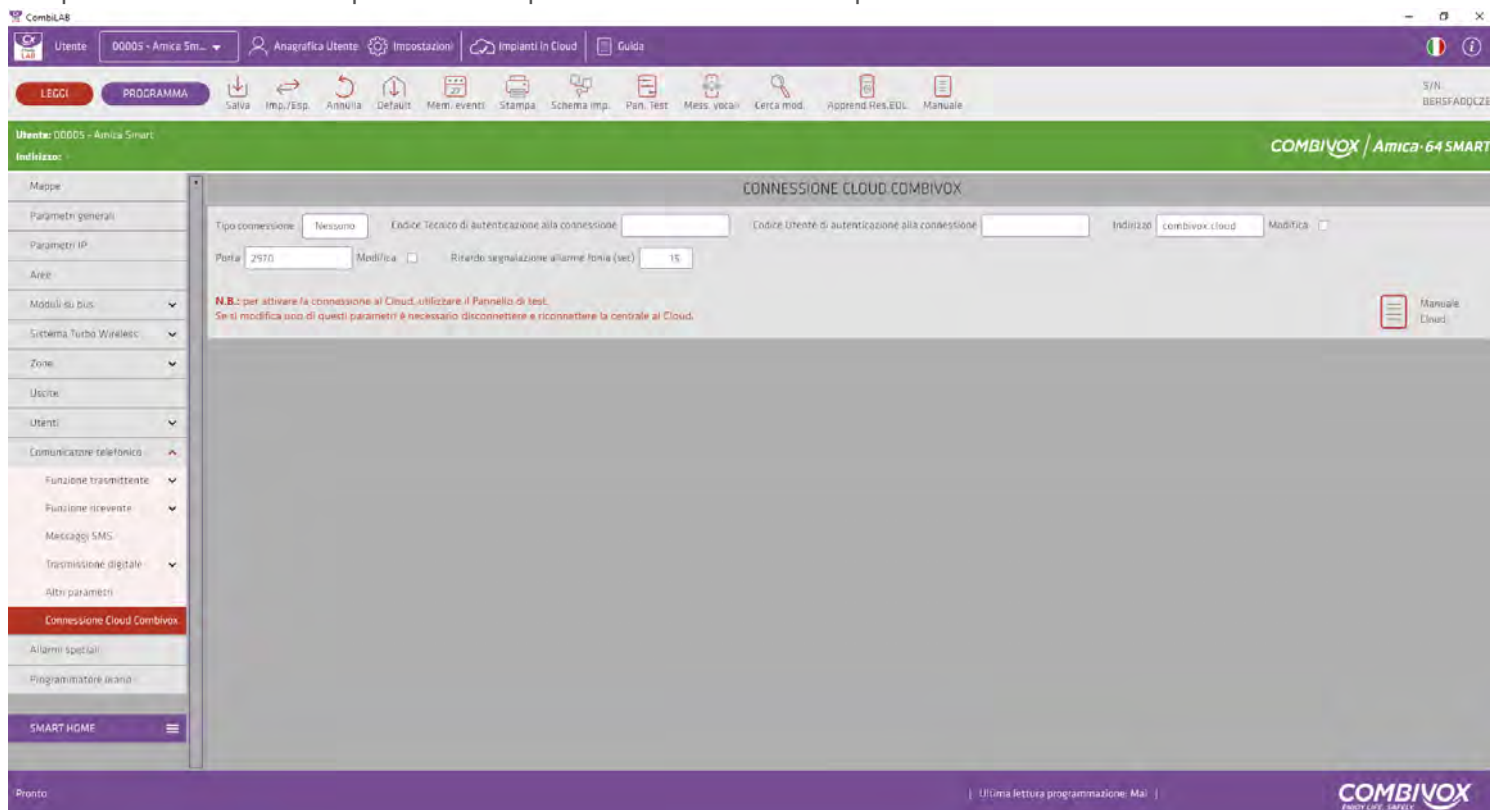 CombiLAB
Utente 00005 - Amica Sm... Anagrafica Utente Impostazioni Impianti In Cloud Guida
LEGGI PROGRAMMA Salva Imp./Esp. Annulla Default Mem. eventi Stampa Schema imp. Pan. Test Mess. vocali Cerca mod. Apprend Res.EOL Manuale
S/N
Utente: 00005 - Amica Smart
Indirizzo: -
COMBIVOX / Amica·64 SMART
Mappe
Parametri generali
Parametri IP
Aree
Moduli su bus
Sistema Turbo Wireless
Zone
Uscite
Utenti
Comunicatore telefonico
Funzione trasmittente
Funzione ricevente
Messaggi SMS
Trasmissione digitale
Altri parametri
Connessione Cloud Combivox
Allarmi speciali
Programmatore orario
SMART HOME
CONNESSIONE CLOUD COMBIVOX
Tipo connessione Nessuno Codice Tecnico di autenticazione alla connessione Codice Utente di autenticazione alla connessione Indirizzo combivox.cloud Modifica
Porta 2970 Modifica Ritardo segnalazione allarme fonia (sec) 15
N.B.: per attivare la connessione al Cloud, utilizzare il Pannello di test.
Se si modifica uno di questi parametri è necessario disconnettere e riconnettere la centrale al Cloud.
Manuale
Cloud
Pronto
| Ultima lettura programmazione: Mai |
COMBIVOX
ENJOY LIFE. SAFELY.